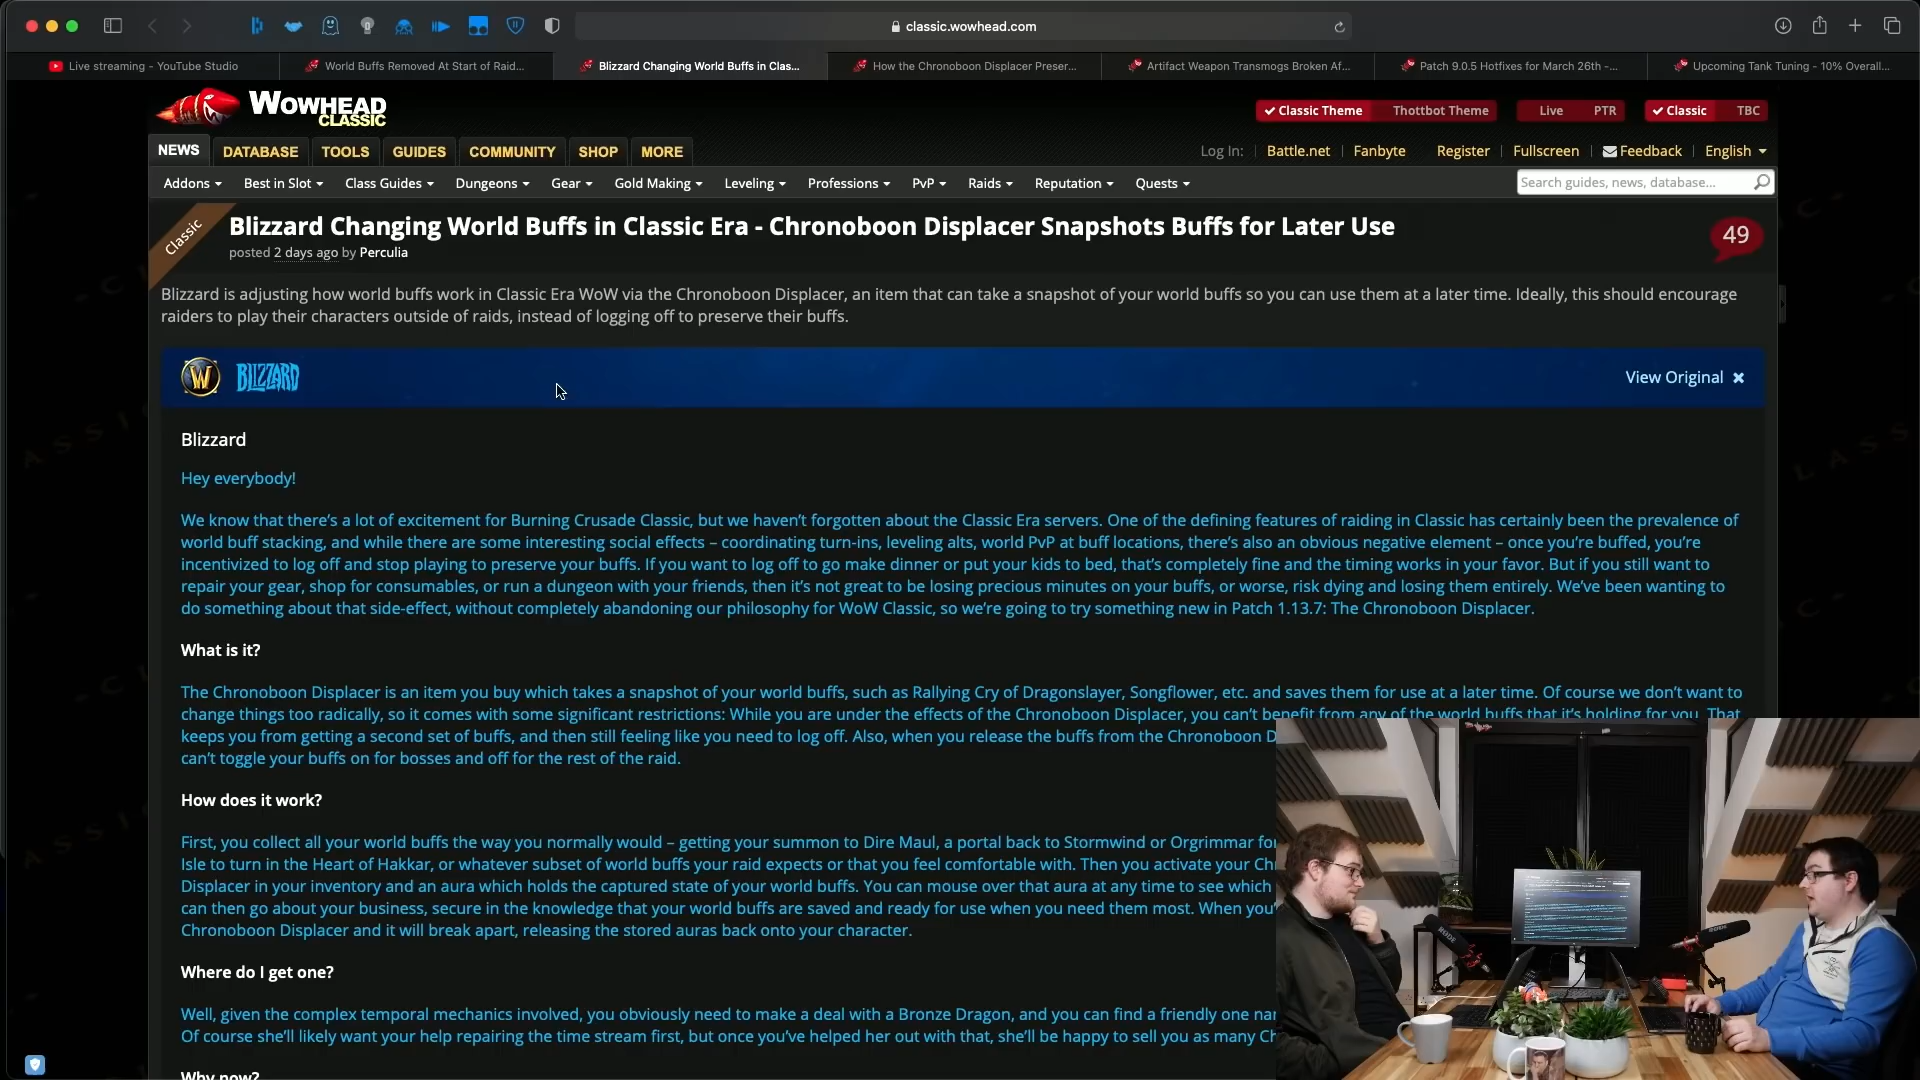 classic.wowhead.com
Live streaming - YouTube Studio
World Buffs Removed At Start of Raid...
Blizzard Changing World Buffs in Clas...
How the Chronoboon Displacer Preser...
Artifact Weapon Transmogs Broken Af...
Patch 9.0.5 Hotfixes for March 26th -...
Upcoming Tank Tuning - 10% Overall...
WOWHEAD
CLASSIC
Classic Theme Thottbot Theme Live PTR Classic TBC
NEWS DATABASE TOOLS GUIDES COMMUNITY SHOP MORE
Log In: Battle.net Fanbyte Register Fullscreen Feedback English
Addons Best in Slot Class Guides Dungeons Gear Gold Making Leveling Professions PvP Raids Reputation Quests
Search guides, news, database...
Classic
Blizzard Changing World Buffs in Classic Era - Chronoboon Displacer Snapshots Buffs for Later Use
49
posted 2 days ago by Perculia
Blizzard is adjusting how world buffs work in Classic Era WoW via the Chronoboon Displacer, an item that can take a snapshot of your world buffs so you can use them at a later time. Ideally, this should encourage
raiders to play their characters outside of raids, instead of logging off to preserve their buffs.
W BLIZZARD
View Original
Blizzard
Hey everybody!
We know that there's a lot of excitement for Burning Crusade Classic, but we haven't forgotten about the Classic Era servers. One of the defining features of raiding in Classic has certainly been the prevalence of
world buff stacking, and while there are some interesting social effects – coordinating turn-ins, leveling alts, world PvP at buff locations, there's also an obvious negative element – once you're buffed, you're
incentivized to log off and stop playing to preserve your buffs. If you want to log off to go make dinner or put your kids to bed, that's completely fine and the timing works in your favor. But if you still want to
repair your gear, shop for consumables, or run a dungeon with your friends, then it's not great to be losing precious minutes on your buffs, or worse, risk dying and losing them entirely. We've been wanting to
do something about that side-effect, without completely abandoning our philosophy for WoW Classic, so we're going to try something new in Patch 1.13.7: The Chronoboon Displacer.
What is it?
The Chronoboon Displacer is an item you buy which takes a snapshot of your world buffs, such as Rallying Cry of Dragonslayer, Songflower, etc. and saves them for use at a later time. Of course we don't want to
change things too radically, so it comes with some significant restrictions: While you are under the effects of the Chronoboon Displacer, you can't benefit from any of the world buffs that it's holding for you. That
keeps you from getting a second set of buffs, and then still feeling like you need to log off. Also, when you release the buffs from the Chronoboon D
can't toggle your buffs on for bosses and off for the rest of the raid.
How does it work?
First, you collect all your world buffs the way you normally would – getting your summon to Dire Maul, a portal back to Stormwind or Orgrimmar for
Isle to turn in the Heart of Hakkar, or whatever subset of world buffs your raid expects or that you feel comfortable with. Then you activate your Ch
Displacer in your inventory and an aura which holds the captured state of your world buffs. You can mouse over that aura at any time to see which
can then go about your business, secure in the knowledge that your world buffs are saved and ready for use when you need them most. When you'
Chronoboon Displacer and it will break apart, releasing the stored auras back onto your character.
Where do I get one?
Well, given the complex temporal mechanics involved, you obviously need to make a deal with a Bronze Dragon, and you can find a friendly one nar
Of course she'll likely want your help repairing the time stream first, but once you've helped her out with that, she'll be happy to sell you as many Ch
Why now?
RODE
RODE